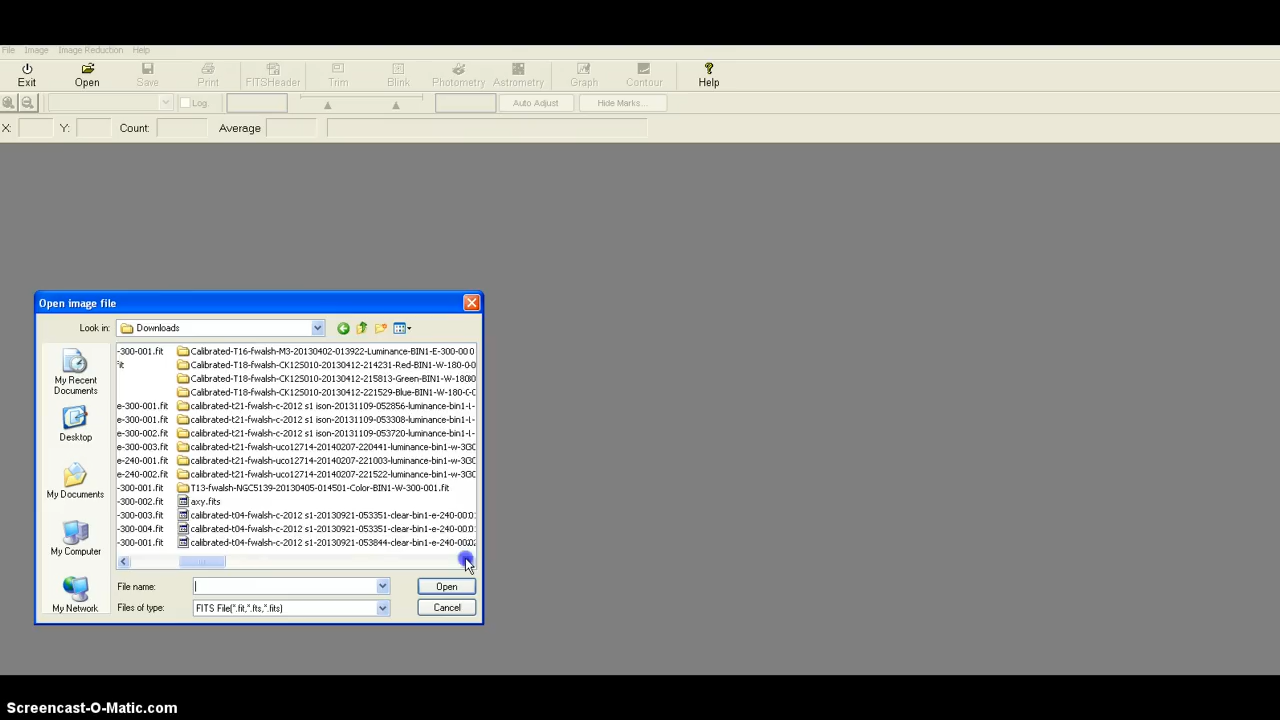 File Image Image Reduction Help
Exit Open Save Print FITSHeader Trim Blink Photometry Astrometry Graph Contour Help
Log. Auto Adjust Hide Marks...
X: Y: Count: Average
Open image file
Look in: Downloads
-300-001.fit Calibrated-T16-fwalsh-M3-20130402-013922-Luminance-BIN1-E-300-00
Calibrated-T18-fwalsh-CK12S010-20130412-214231-Red-BIN1-W-180-0
Calibrated-T18-fwalsh-CK12S010-20130412-215813-Green-BIN1-W-180
Calibrated-T18-fwalsh-CK12S010-20130412-221529-Blue-BIN1-W-180-
e-300-001.fit calibrated-t21-fwalsh-c-2012 s1 ison-20131109-052856-luminance-bin1-
e-300-001.fit calibrated-t21-fwalsh-c-2012 s1 ison-20131109-053308-luminance-bin1-
e-300-002.fit calibrated-t21-fwalsh-c-2012 s1 ison-20131109-053720-luminance-bin1-
e-300-003.fit calibrated-t21-fwalsh-uco12714-20140207-220441-luminance-bin1-w-3
e-240-001.fit calibrated-t21-fwalsh-uco12714-20140207-221003-luminance-bin1-w-3
e-240-002.fit calibrated-t21-fwalsh-uco12714-20140207-221522-luminance-bin1-w-3
-300-001.fit T13-fwalsh-NGC5139-20130405-014501-Color-BIN1-W-300-001.fit
-300-002.fit axy.fits
-300-003.fit calibrated-t04-fwalsh-c-2012 s1-20130921-053351-clear-bin1-e-240-00
-300-004.fit calibrated-t04-fwalsh-c-2012 s1-20130921-053351-clear-bin1-e-240-00
-300-001.fit calibrated-t04-fwalsh-c-2012 s1-20130921-053844-clear-bin1-e-240-00
My Recent
Documents
Desktop
My Documents
My Computer
My Network
File name: Open
Files of type: FITS File(*.fit,*.fts,*.fits) Cancel
Screencast-O-Matic.com